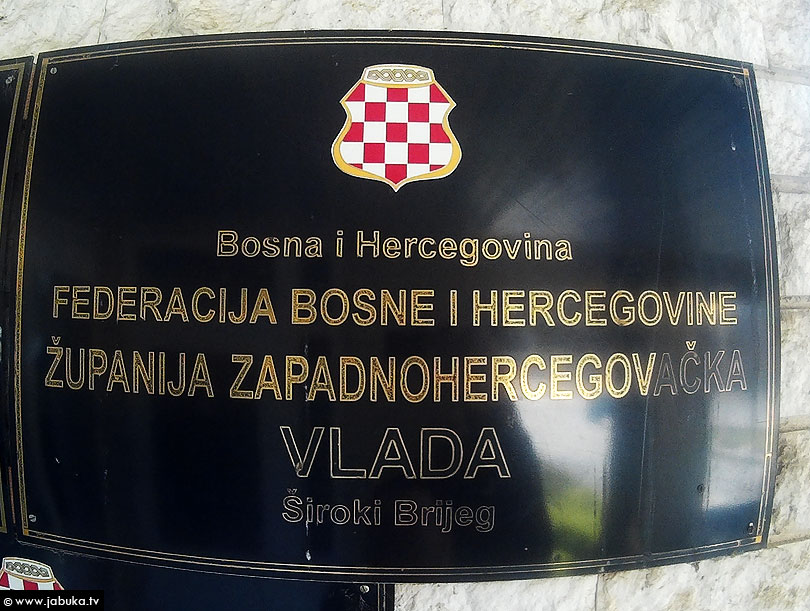 Bosna i Hercegovina
FEDERACIJA BOSNE I HERCEGOVINE
ŽUPANIJA ZAPADNOHERCEGOVAČKA
VLADA
Široki Brijeg
© www.jabuka.tv